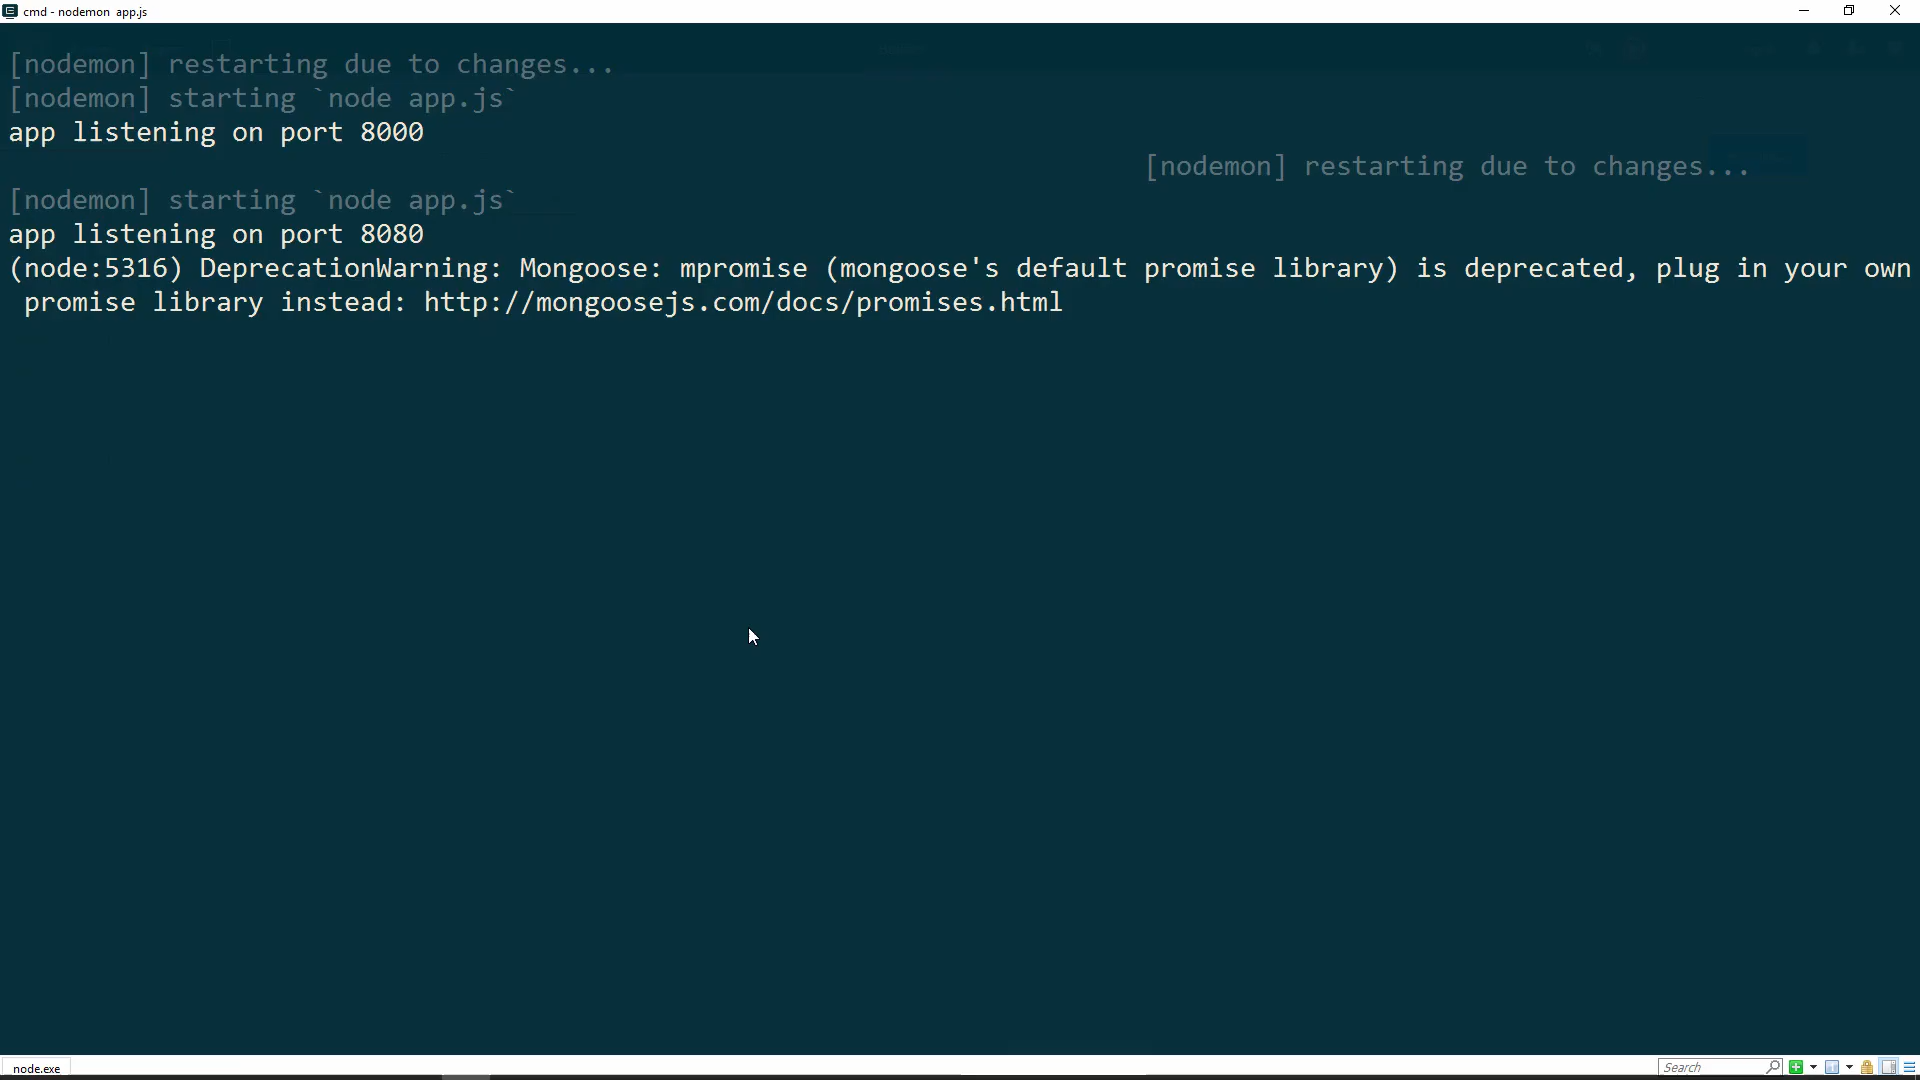 cmd - nodemon  app.js
[nodemon] restarting due to changes...
[nodemon] starting `node app.js`
app listening on port 8000
[nodemon] restarting due to changes...
[nodemon] starting `node app.js`
app listening on port 8080
(node:5316) DeprecationWarning: Mongoose: mpromise (mongoose's default promise library) is deprecated, plug in your own
promise library instead: http://mongoosejs.com/docs/promises.html
node.exe
Search